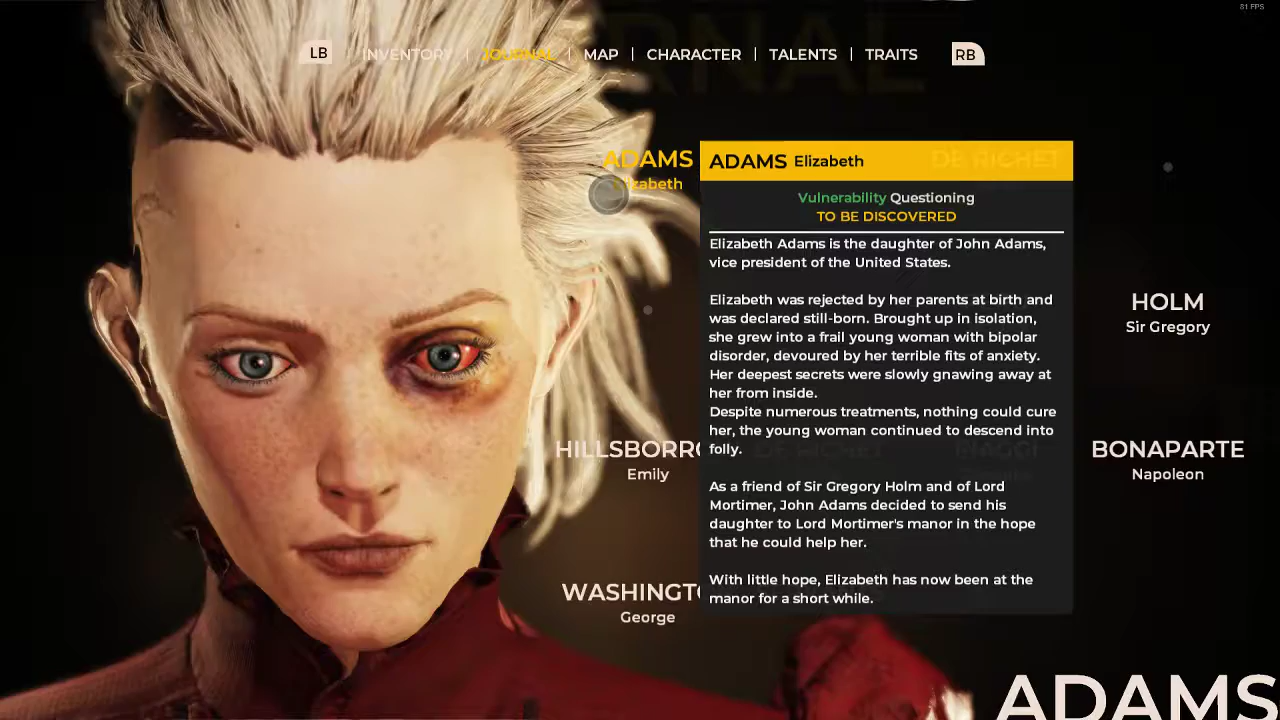 81 FPS
LB | INVENTORY | JOURNAL | MAP | CHARACTER | TALENTS | TRAITS RB
ADAMS
Elizabeth
ADAMS Elizabeth
DE RICHET
Vulnerability Questioning
TO BE DISCOVERED
Elizabeth Adams is the daughter of John Adams,
vice president of the United States.
Elizabeth was rejected by her parents at birth and
was declared still-born. Brought up in isolation,
she grew into a frail young woman with bipolar
disorder, devoured by her terrible fits of anxiety.
Her deepest secrets were slowly gnawing away at
her from inside.
Despite numerous treatments, nothing could cure
her, the young woman continued to descend into
folly.
As a friend of Sir Gregory Holm and of Lord
Mortimer, John Adams decided to send his
daughter to Lord Mortimer's manor in the hope
that he could help her.
With little hope, Elizabeth has now been at the
manor for a short while.
HOLM
Sir Gregory
HILLSBORRO
Emily
BONAPARTE
Napoleon
WASHINGTO
George
ADAMS